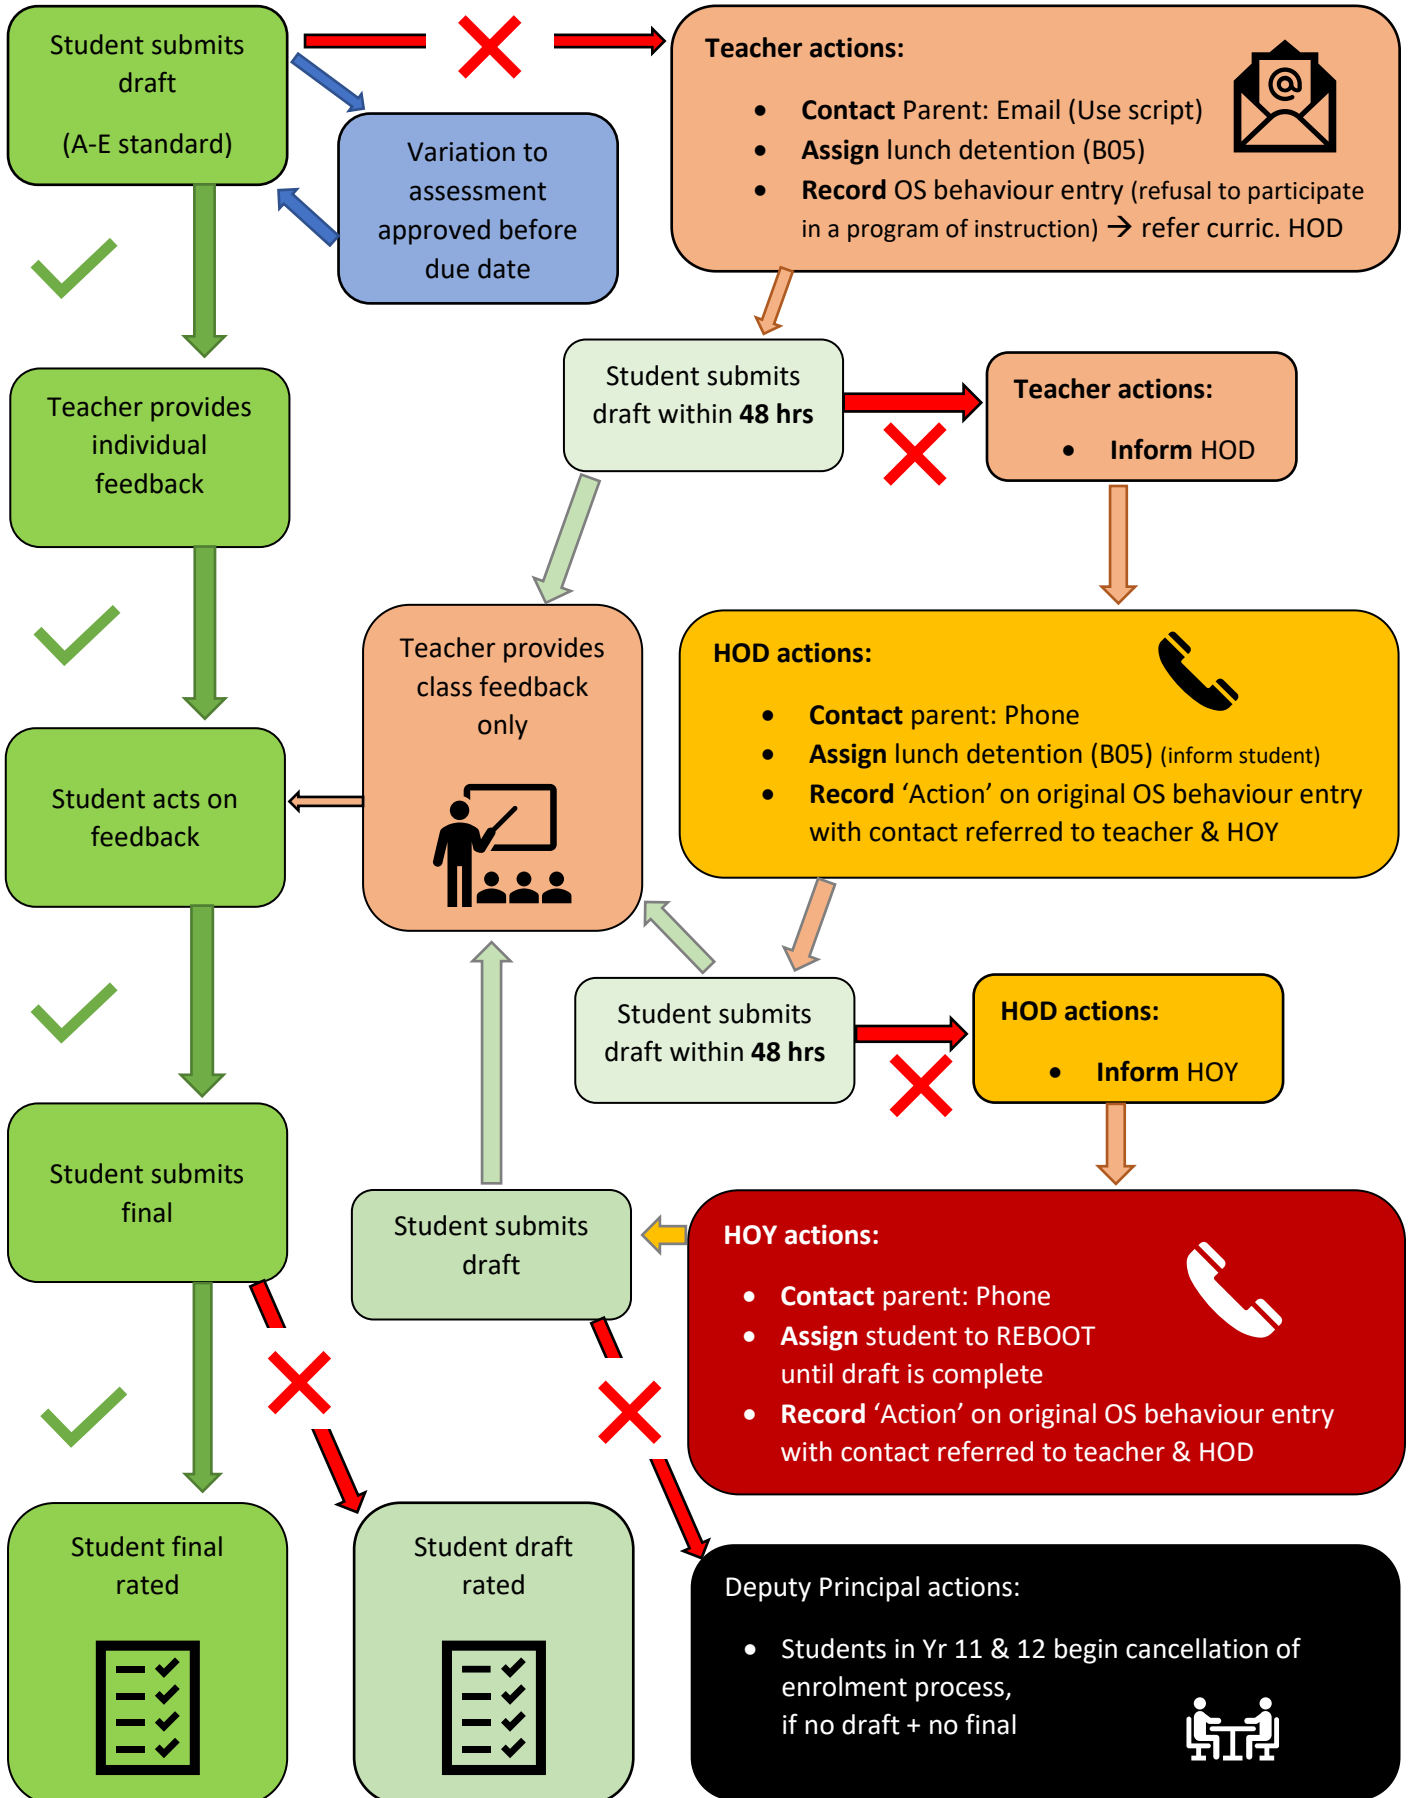 Student submits
draft
(A-E standard)
Teacher actions:
• Contact Parent: Email (Use script)
• Assign lunch detention (B05)
• Record OS behaviour entry (refusal to participate
in a program of instruction) → refer curric. HOD
Variation to
assessment
approved before
due date
Student submits
draft within 48 hrs
Teacher actions:
• Inform HOD
Teacher provides
individual
feedback
Teacher provides
class feedback
only
HOD actions:
• Contact parent: Phone
• Assign lunch detention (B05) (inform student)
• Record ‘Action’ on original OS behaviour entry
with contact referred to teacher & HOY
Student acts on
feedback
Student submits
draft within 48 hrs
HOD actions:
• Inform HOY
Student submits
final
Student submits
draft
HOY actions:
• Contact parent: Phone
• Assign student to REBOOT
until draft is complete
• Record ‘Action’ on original OS behaviour entry
with contact referred to teacher & HOD
Student final
rated
Student draft
rated
Deputy Principal actions:
• Students in Yr 11 & 12 begin cancellation of
enrolment process,
if no draft + no final